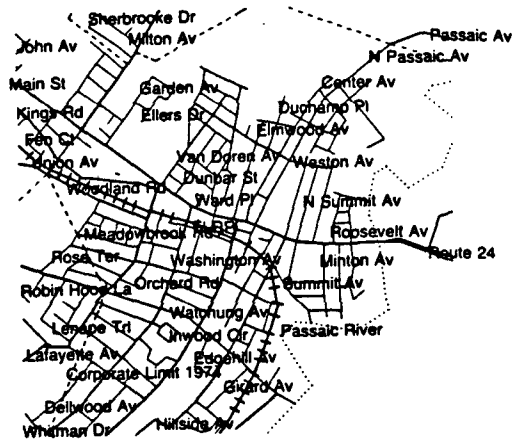 Sherbrooke Dr
Passaic Av
Milton Av
John Av
N Passaic Av
Main St
Garden Av
Center Av
Kings Rd
Ellers Dr
Duchamp Pl
Elmwood Av
Fen Ct
Union Av
Van Doren Av
Weston Av
Dunbar St
Woodland Rd
Ward Pl
N Summit Av
Meadowbrook
Roosevelt Av
Rose Ter
Washington Av
Minton Av
Route 24
Robin Hood La
Orchard Rd
Summit Av
Watchung Av
Lenape Trl
Inwood Cir
Passaic River
Lafayette Av
Edgehill Av
Corporate Limit 1974
Girard Av
Dellwood Av
Whitman Dr
Hillside Av